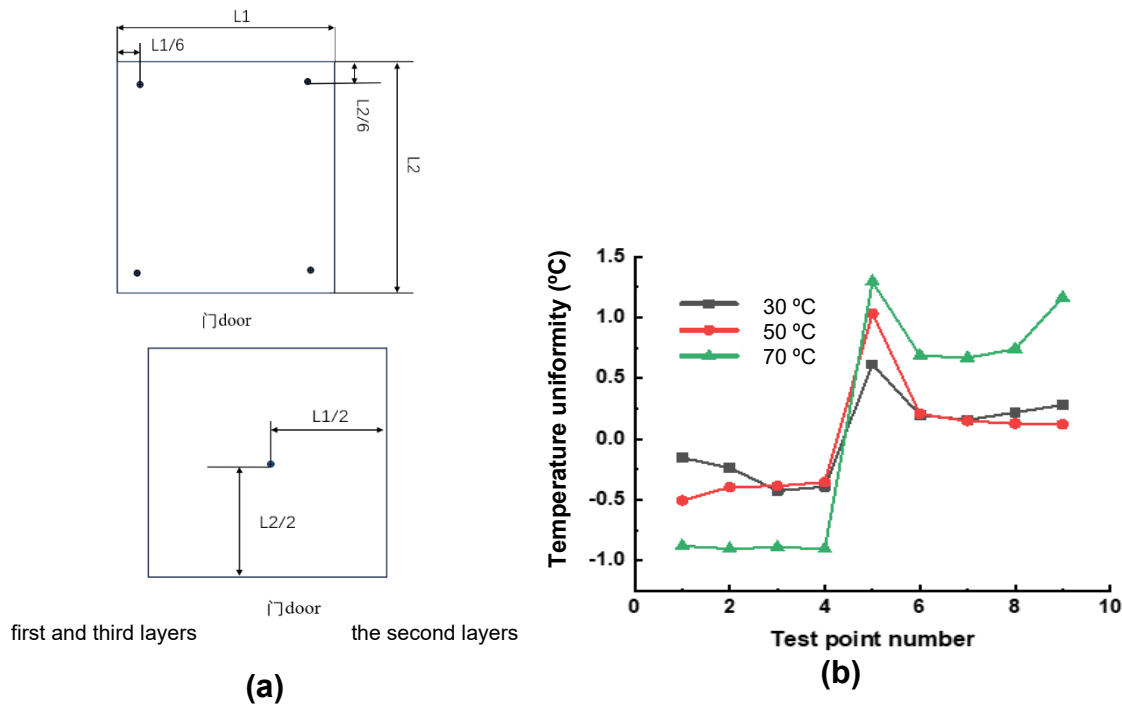 L1
L1/6
L2/6
L2
门door
L1/2
L2/2
门door
first and third layers
the second layers
(a)
Temperature uniformity (ºC)
1.5
1.0
0.5
0.0
-0.5
-1.0
30 ºC
50 ºC
70 ºC
0
2
4
6
8
10
Test point number
(b)